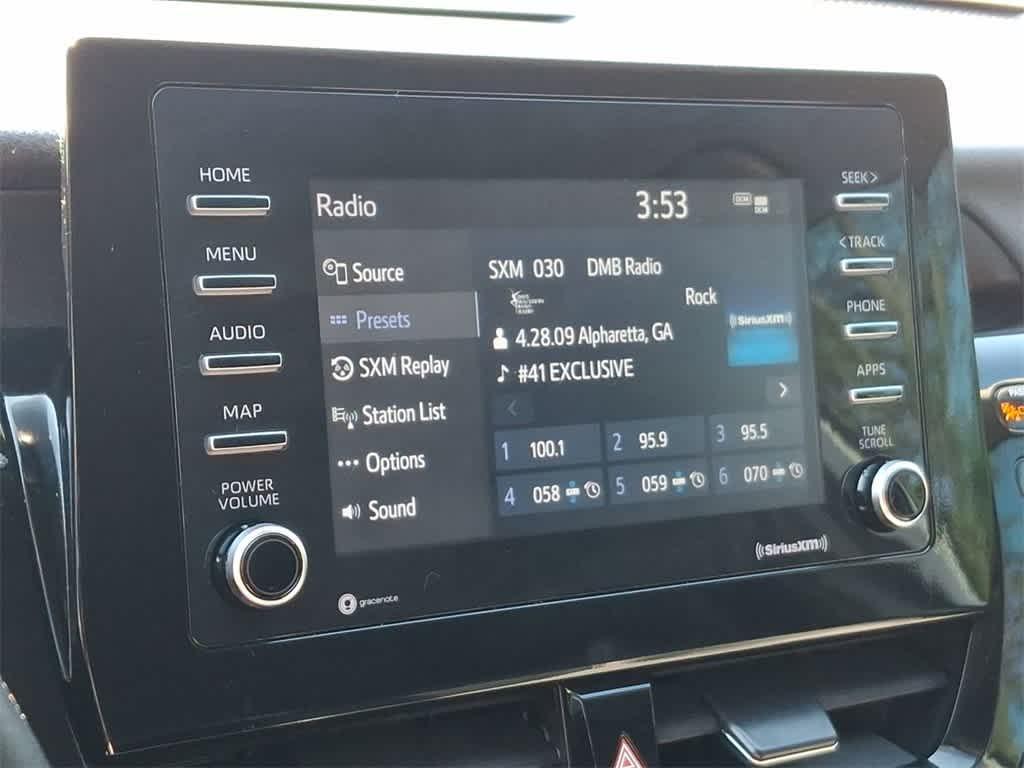 HOME
MENU
AUDIO
MAP
POWER
VOLUME
Radio
3:53
DCM
DCM
Source
Presets
SXM Replay
Station List
Options
Sound
SXM 030 DMB Radio
Rock
SiriusXM
4.28.09 Alpharetta, GA
#41 EXCLUSIVE
1 100.1
2 95.9
3 95.5
4 058
5 059
6 070
SEEK >
< TRACK
PHONE
APPS
TUNE
SCROLL
gracenote
SiriusXM